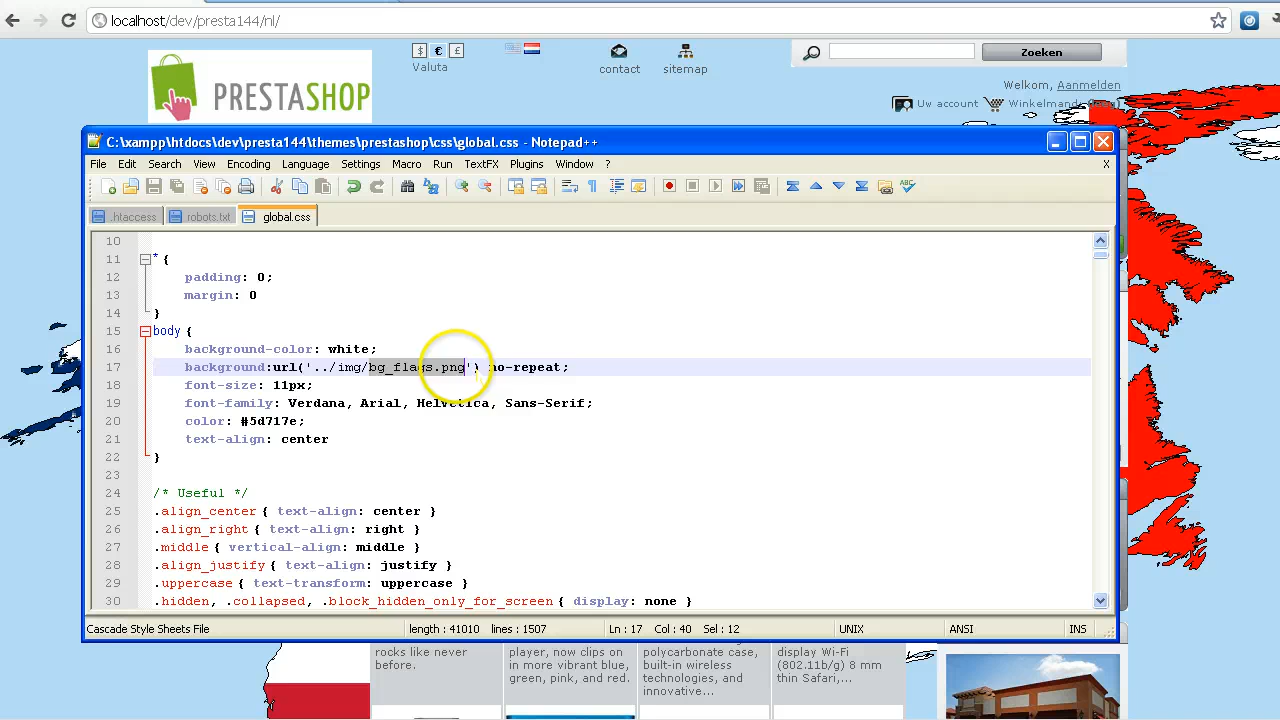 localhost/dev/presta144/nl/
PRESTASHOP
$ € £
Valuta
contact
sitemap
Zoeken
Welkom, Aanmelden
Uw account
Winkelmand
C:\xampp\htdocs\dev\presta144\themes\prestashop\css\global.css - Notepad++
File Edit Search View Encoding Language Settings Macro Run TextFX Plugins Window ? X
.htaccess robots.txt global.css
10
11 * {
12 padding: 0;
13 margin: 0
14 }
15 body {
16 background-color: white;
17 background:url('../img/bg_flags.png') no-repeat;
18 font-size: 11px;
19 font-family: Verdana, Arial, Helvetica, Sans-Serif;
20 color: #5d717e;
21 text-align: center
22 }
23
24 /* Useful */
25 .align_center { text-align: center }
26 .align_right { text-align: right }
27 .middle { vertical-align: middle }
28 .align_justify { text-align: justify }
29 .uppercase { text-transform: uppercase }
30 .hidden, .collapsed, .block_hidden_only_for_screen { display: none }
Cascade Style Sheets File length : 41010 lines : 1507 Ln : 17 Col : 40 Sel : 12 UNIX ANSI INS
rocks like never
before.
player, now clips on
in more vibrant blue,
green, pink, and red.
polycarbonate case,
built-in wireless
technologies, and
innovative...
display Wi-Fi
(802.11b/g) 8 mm
thin Safari,...